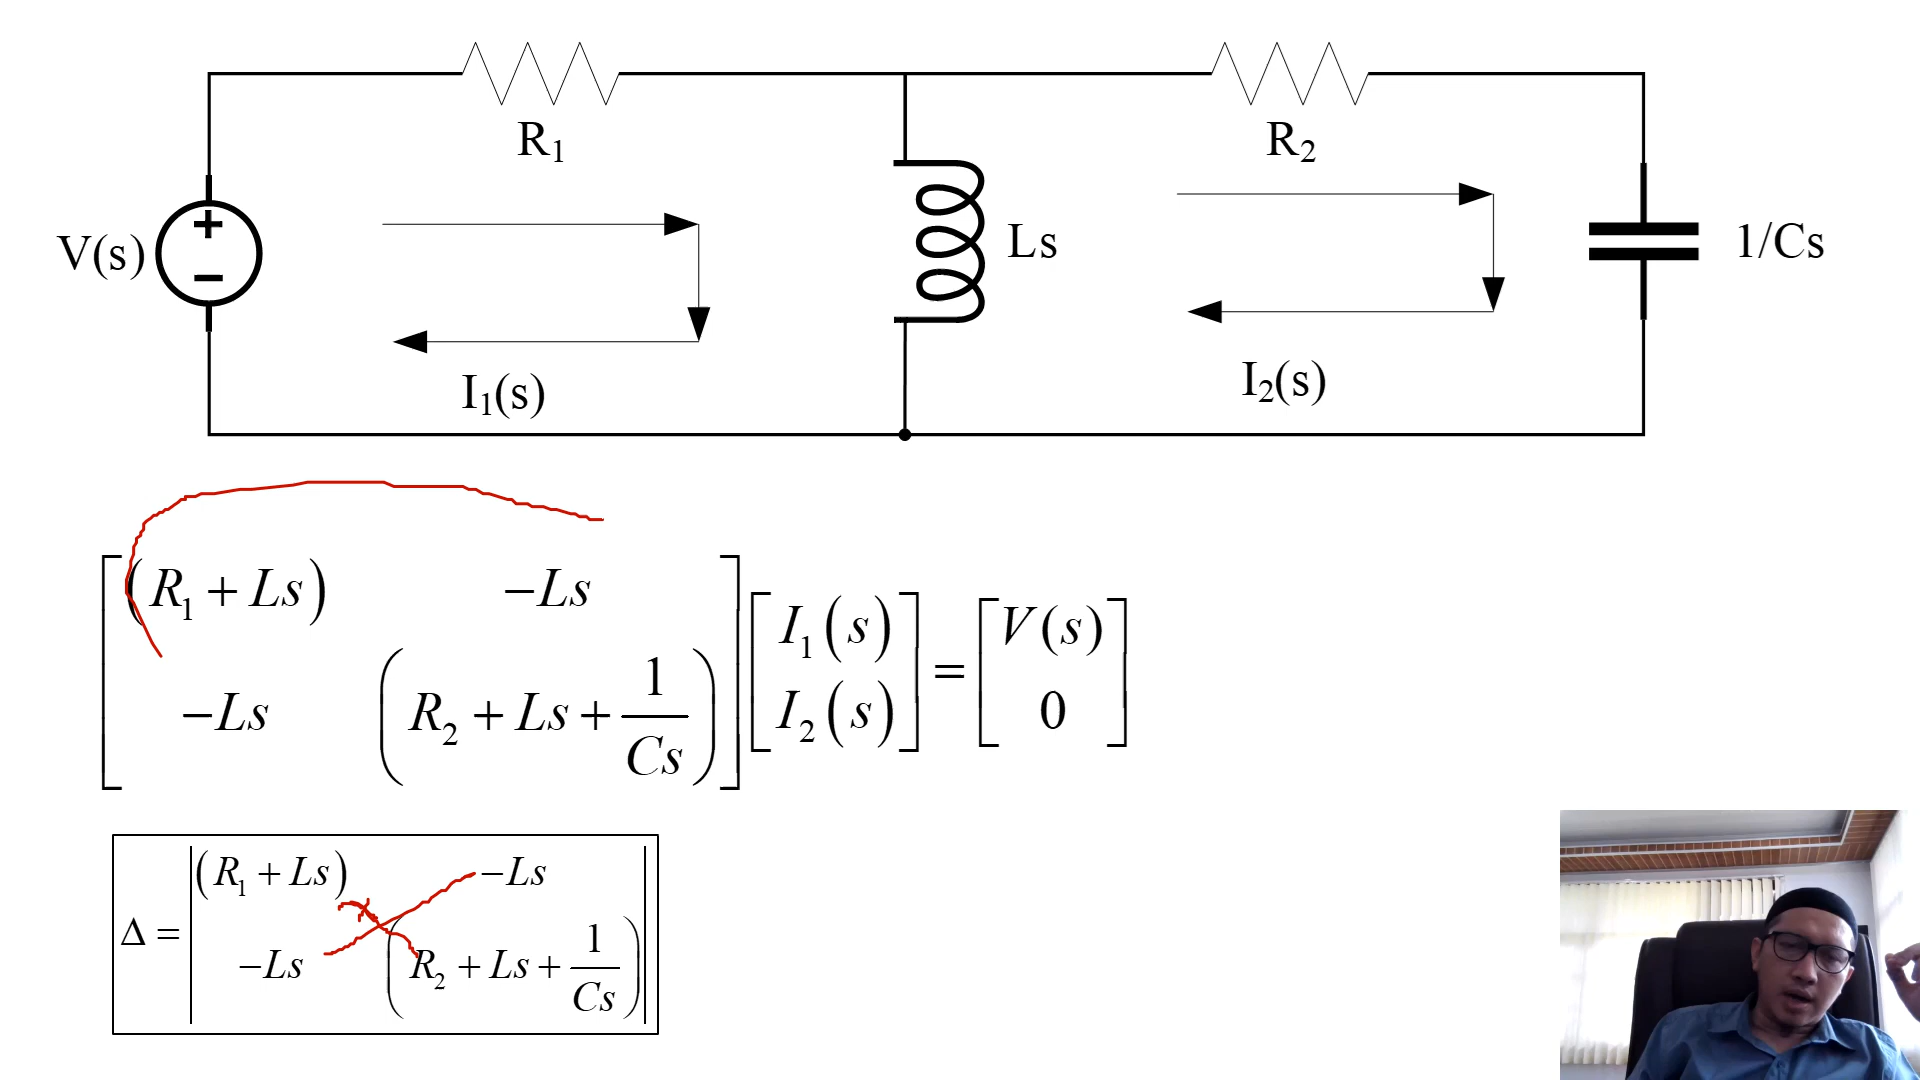 R₁
R₂
V(s)
+
−
Ls
1/Cs
I₁(s)
I₂(s)
[ (R₁ + Ls)    −Ls ; −Ls    (R₂ + Ls + 1/Cs) ] [ I₁(s) ; I₂(s) ] = [ V(s) ; 0 ]
Δ = | (R₁ + Ls)    −Ls ; −Ls    (R₂ + Ls + 1/Cs) |